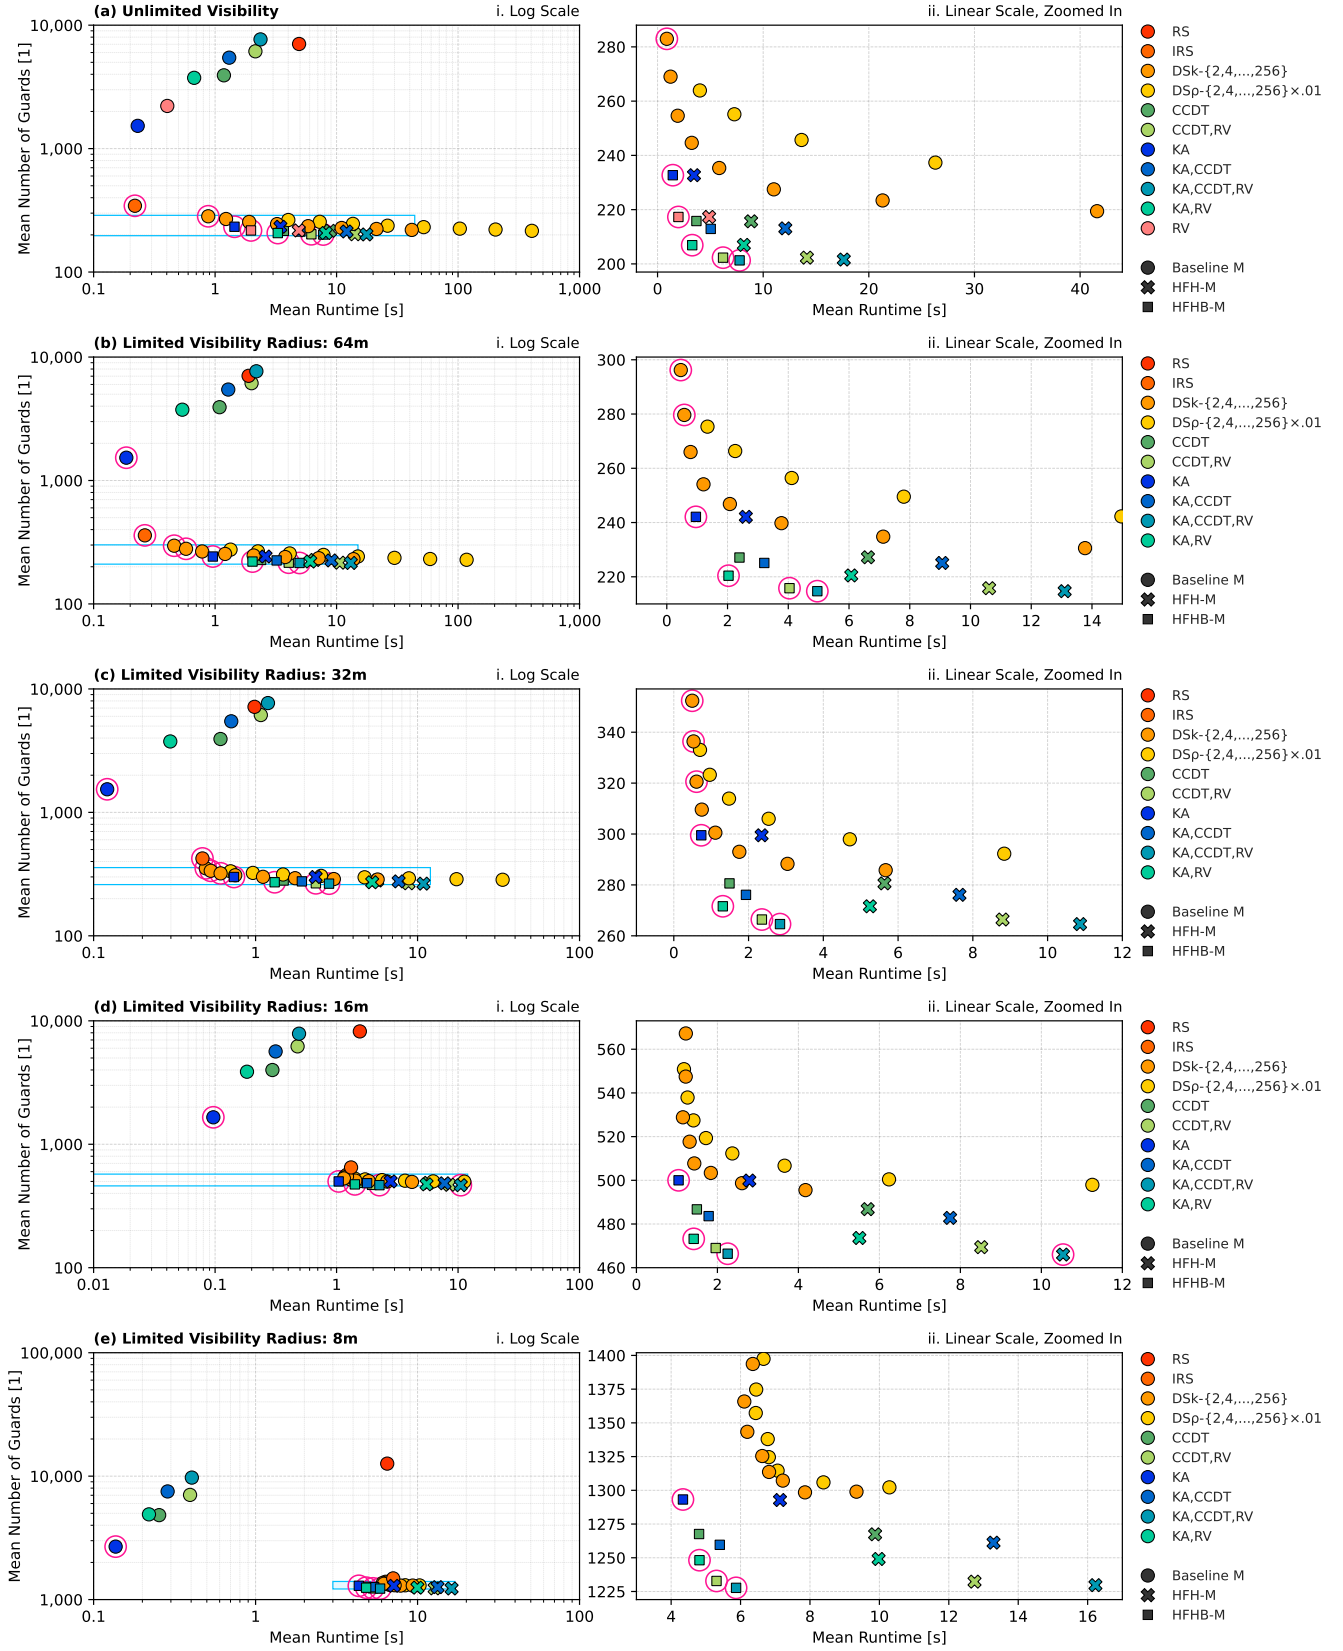 (a) Unlimited Visibility
i. Log Scale
ii. Linear Scale, Zoomed In
Mean Number of Guards [1]
10,000
1,000
100
0.1
1
10
100
1,000
Mean Runtime [s]
280
260
240
220
200
0
10
20
30
40
Mean Runtime [s]
RS
IRS
DSk-{2,4,...,256}
DSρ-{2,4,...,256}×.01
CCDT
CCDT,RV
KA
KA,CCDT
KA,CCDT,RV
KA,RV
RV
Baseline M
HFH-M
HFHB-M
(b) Limited Visibility Radius: 64m
i. Log Scale
ii. Linear Scale, Zoomed In
Mean Number of Guards [1]
10,000
1,000
100
0.1
1
10
100
1,000
Mean Runtime [s]
300
280
260
240
220
0
2
4
6
8
10
12
14
Mean Runtime [s]
RS
IRS
DSk-{2,4,...,256}
DSρ-{2,4,...,256}×.01
CCDT
CCDT,RV
KA
KA,CCDT
KA,CCDT,RV
KA,RV
Baseline M
HFH-M
HFHB-M
(c) Limited Visibility Radius: 32m
i. Log Scale
ii. Linear Scale, Zoomed In
Mean Number of Guards [1]
10,000
1,000
100
0.1
1
10
100
Mean Runtime [s]
340
320
300
280
260
0
2
4
6
8
10
12
Mean Runtime [s]
RS
IRS
DSk-{2,4,...,256}
DSρ-{2,4,...,256}×.01
CCDT
CCDT,RV
KA
KA,CCDT
KA,CCDT,RV
KA,RV
Baseline M
HFH-M
HFHB-M
(d) Limited Visibility Radius: 16m
i. Log Scale
ii. Linear Scale, Zoomed In
Mean Number of Guards [1]
10,000
1,000
100
0.01
0.1
1
10
100
Mean Runtime [s]
560
540
520
500
480
460
0
2
4
6
8
10
12
Mean Runtime [s]
RS
IRS
DSk-{2,4,...,256}
DSρ-{2,4,...,256}×.01
CCDT
CCDT,RV
KA
KA,CCDT
KA,CCDT,RV
KA,RV
Baseline M
HFH-M
HFHB-M
(e) Limited Visibility Radius: 8m
i. Log Scale
ii. Linear Scale, Zoomed In
Mean Number of Guards [1]
100,000
10,000
1,000
0.1
1
10
100
Mean Runtime [s]
1400
1375
1350
1325
1300
1275
1250
1225
4
6
8
10
12
14
16
Mean Runtime [s]
RS
IRS
DSk-{2,4,...,256}
DSρ-{2,4,...,256}×.01
CCDT
CCDT,RV
KA
KA,CCDT
KA,CCDT,RV
KA,RV
Baseline M
HFH-M
HFHB-M